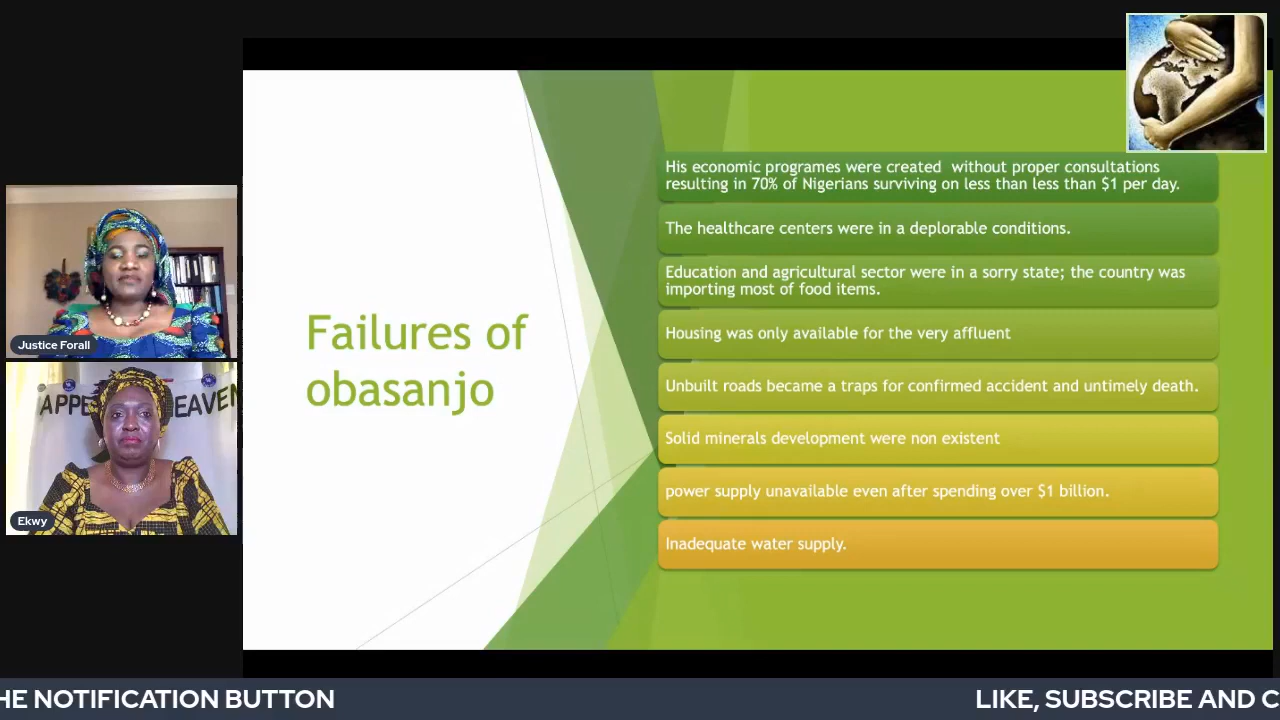 Failures of
obasanjo
His economic programes were created without proper consultations
resulting in 70% of Nigerians surviving on less than less than $1 per day.
The healthcare centers were in a deplorable conditions.
Education and agricultural sector were in a sorry state; the country was
importing most of food items.
Housing was only available for the very affluent
Unbuilt roads became a traps for confirmed accident and untimely death.
Solid minerals development were non existent
power supply unavailable even after spending over $1 billion.
Inadequate water supply.
Justice Forall
APPE EAVEN
Ekwy
HE NOTIFICATION BUTTON LIKE, SUBSCRIBE AND C